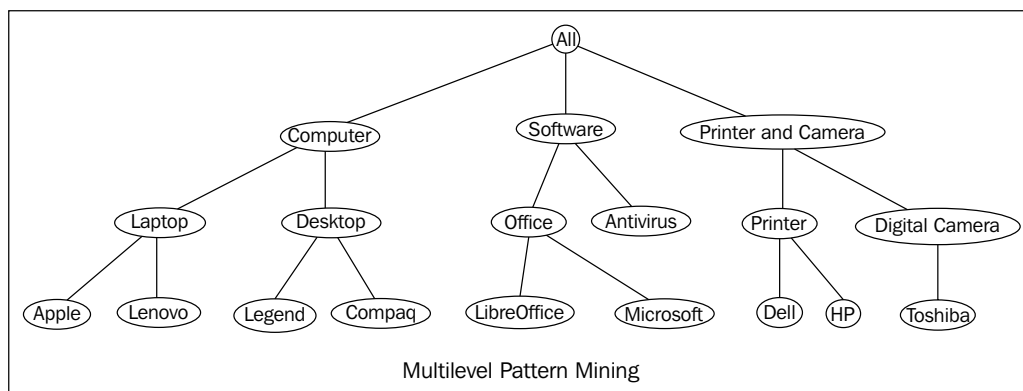 All
Computer Software Printer and Camera
Laptop Desktop Office Antivirus Printer Digital Camera
Apple Lenovo Legend Compaq LibreOffice Microsoft Dell HP Toshiba
Multilevel Pattern Mining